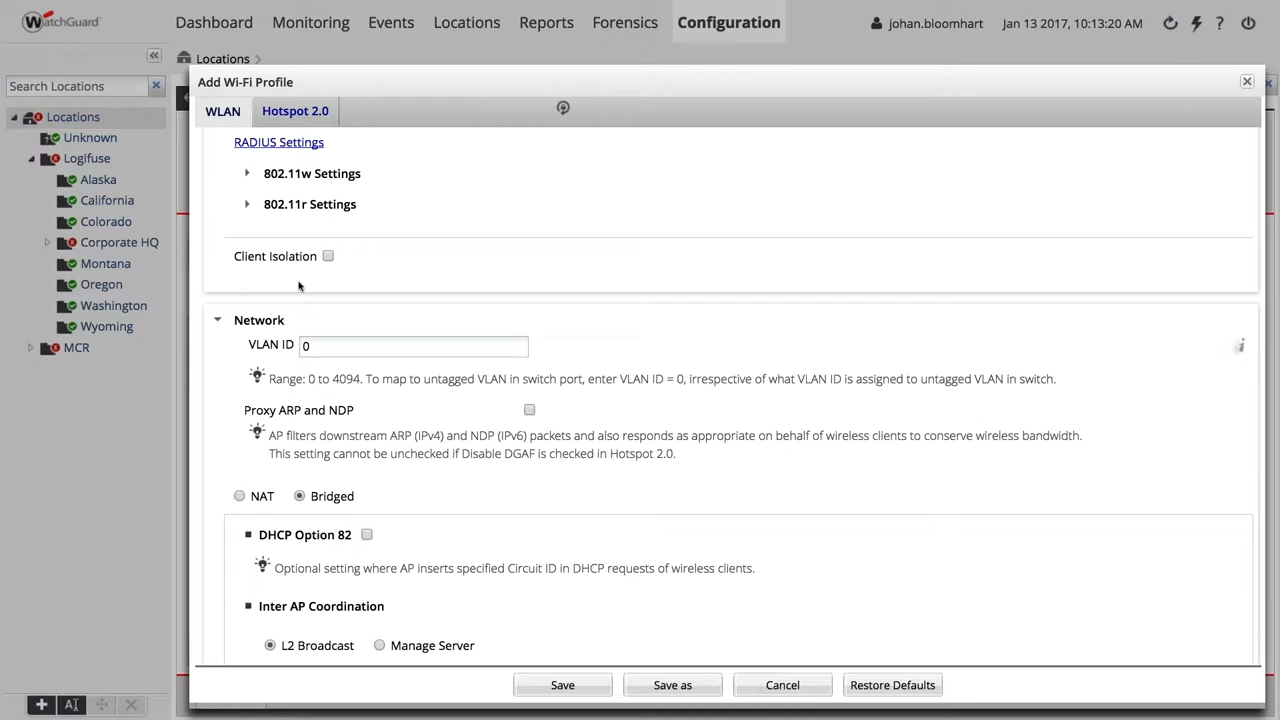 WatchGuard
Dashboard Monitoring Events Locations Reports Forensics Configuration
johan.bloomhart Jan 13 2017, 10:13:20 AM
Locations
Search Locations
Locations
Unknown
Logifuse
Alaska
California
Colorado
Corporate HQ
Montana
Oregon
Washington
Wyoming
MCR
Add Wi-Fi Profile
WLAN Hotspot 2.0
RADIUS Settings
802.11w Settings
802.11r Settings
Client Isolation
Network
VLAN ID 0
Range: 0 to 4094. To map to untagged VLAN in switch port, enter VLAN ID = 0, irrespective of what VLAN ID is assigned to untagged VLAN in switch.
Proxy ARP and NDP
AP filters downstream ARP (IPv4) and NDP (IPv6) packets and also responds as appropriate on behalf of wireless clients to conserve wireless bandwidth.
This setting cannot be unchecked if Disable DGAF is checked in Hotspot 2.0.
NAT Bridged
DHCP Option 82
Optional setting where AP inserts specified Circuit ID in DHCP requests of wireless clients.
Inter AP Coordination
L2 Broadcast Manage Server
Save Save as Cancel Restore Defaults